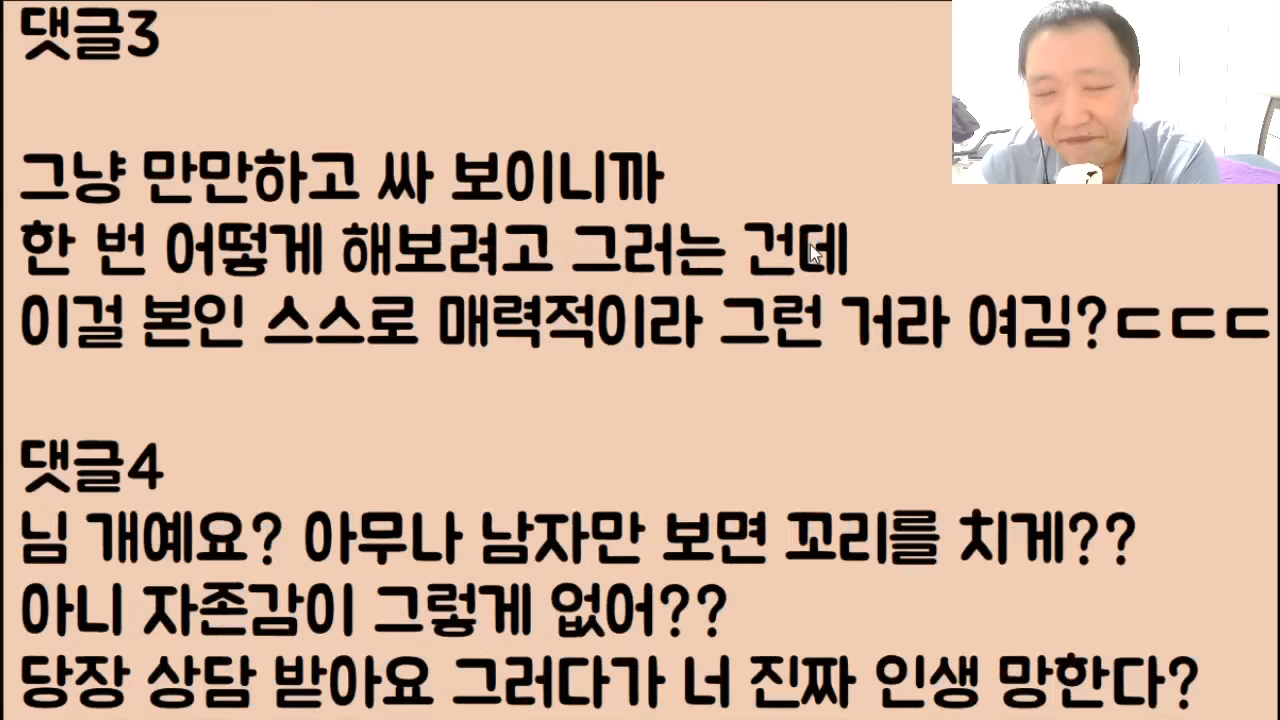 댓글3
그냥 만만하고 싸 보이니까
한 번 어떻게 해보려고 그러는 건데
이걸 본인 스스로 매력적이라 그런 거라 여김?ㄷㄷㄷ
댓글4
님 개예요? 아무나 남자만 보면 꼬리를 치게??
아니 자존감이 그렇게 없어??
당장 상담 받아요 그러다가 너 진짜 인생 망한다?